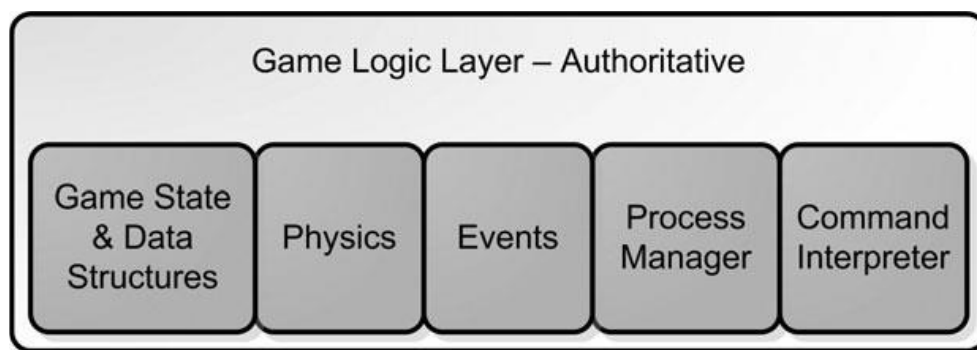 Game Logic Layer – Authoritative
Game State
& Data
Structures
Physics
Events
Process
Manager
Command
Interpreter